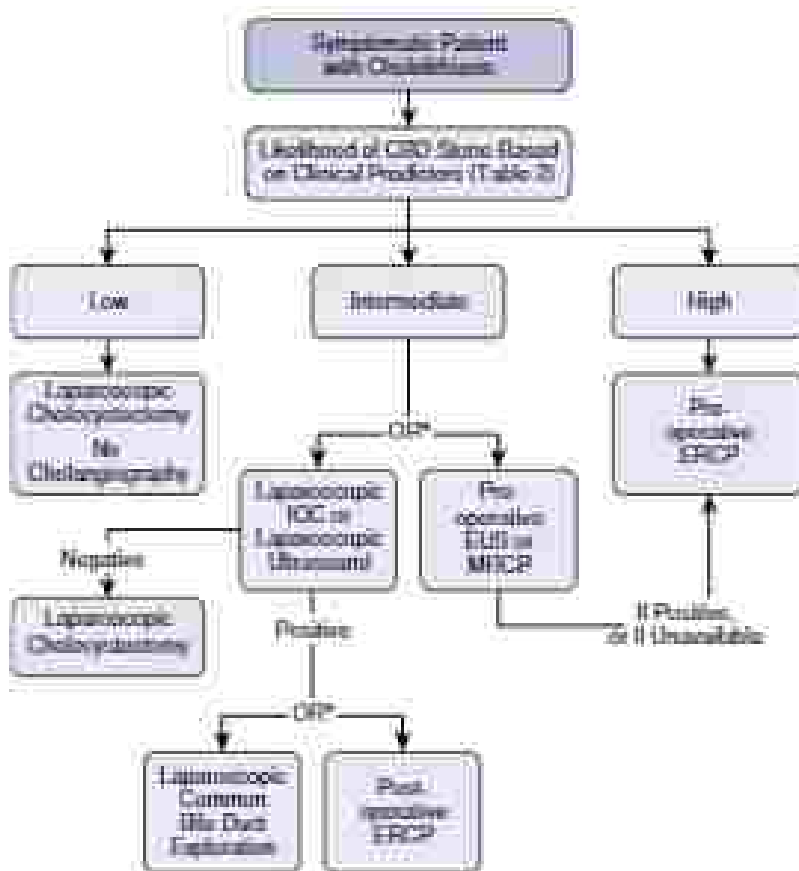 Symptomatic Patient
with Cholelithiasis
Likelihood of CBD Stone Based
on Clinical Predictors (Table 2)
Low
Intermediate
High
Laparoscopic
Cholecystectomy
No
Cholangiography
OR*
Pre-
operative
ERCP
Laparoscopic
IOC or
Laparoscopic
Ultrasound
Pre-
operative
EUS or
MRCP
Negative
Laparoscopic
Cholecystectomy
Positive
If Positive,
or if Unavailable
OR*
Laparoscopic
Common
Bile Duct
Exploration
Post-
operative
ERCP